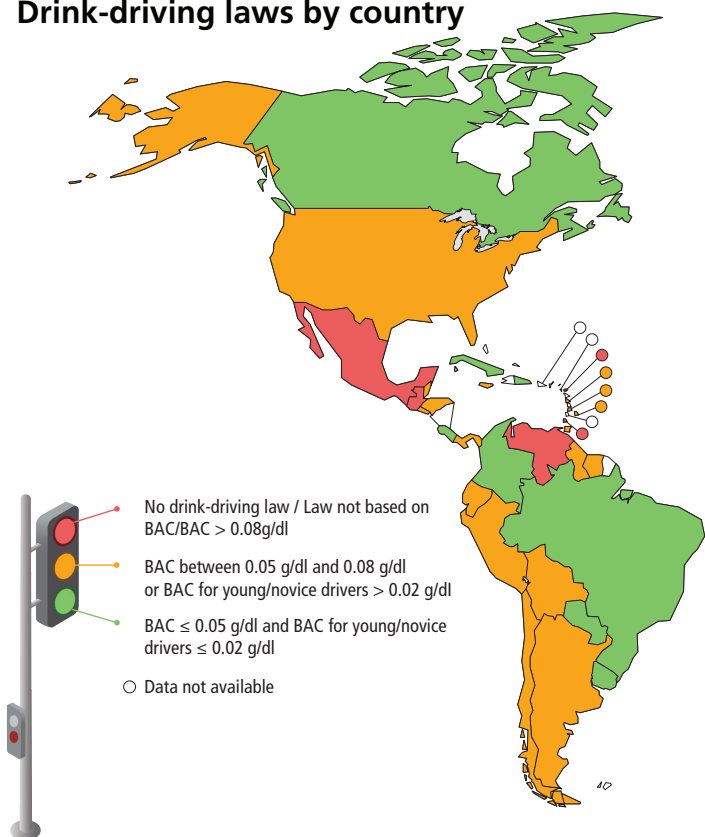 Drink-driving laws by country
No drink-driving law / Law not based on
BAC/BAC > 0.08g/dl
BAC between 0.05 g/dl and 0.08 g/dl
or BAC for young/novice drivers > 0.02 g/dl
BAC ≤ 0.05 g/dl and BAC for young/novice
drivers ≤ 0.02 g/dl
Data not available